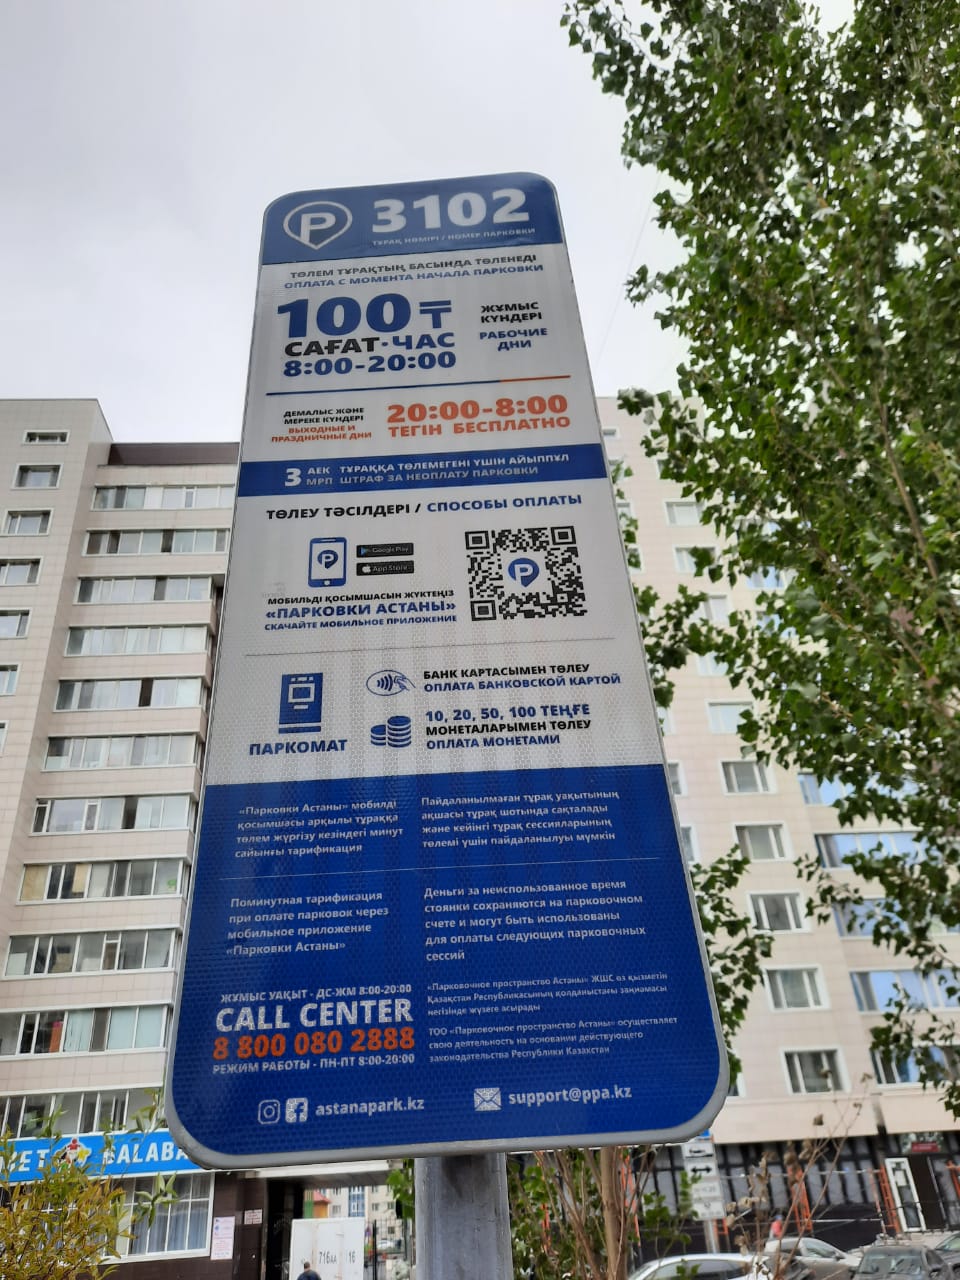 P 3102
ТҰРАҚ НӨМІРІ / НОМЕР ПАРКОВКИ
ТӨЛЕМ ТҰРАҚТЫҢ БАСЫНДА ТӨЛЕНЕДІ
ОПЛАТА С МОМЕНТА НАЧАЛА ПАРКОВКИ
100₸
САҒАТ·ЧАС
8:00-20:00
ЖҰМЫС
КҮНДЕРІ
РАБОЧИЕ
ДНИ
ДЕМАЛЫС ЖӘНЕ
МЕРЕКЕ КҮНДЕРІ
ВЫХОДНЫЕ И
ПРАЗДНИЧНЫЕ ДНИ
20:00-8:00
ТЕГІН БЕСПЛАТНО
3 АЕК ТҰРАҚҚА ТӨЛЕМЕГЕНІ ҮШІН АЙЫППҰЛ
МРП ШТРАФ ЗА НЕОПЛАТУ ПАРКОВКИ
ТӨЛЕУ ТӘСІЛДЕРІ / СПОСОБЫ ОПЛАТЫ
P
Google Play
App Store
P
МОБИЛЬДІ ҚОСЫМШАСЫН ЖҮКТЕҢІЗ
«ПАРКОВКИ АСТАНЫ»
СКАЧАЙТЕ МОБИЛЬНОЕ ПРИЛОЖЕНИЕ
ПАРКОМАТ
БАНК КАРТАСЫМЕН ТӨЛЕУ
ОПЛАТА БАНКОВСКОЙ КАРТОЙ
10, 20, 50, 100 ТЕҢГЕ
МОНЕТАЛАРЫМЕН ТӨЛЕУ
ОПЛАТА МОНЕТАМИ
«Парковки Астаны» мобилді
қосымшасы арқылы тұраққа
төлем жүргізу кезіндегі минут
сайынғы тарификация
Пайдаланылмаған тұрақ уақытының
ақшасы тұрақ шотында сақталады
және кейінгі тұрақ сессияларының
төлемі үшін пайдаланылуы мүмкін
Поминутная тарификация
при оплате парковок через
мобильное приложение
«Парковки Астаны»
Деньги за неиспользованное время
стоянки сохраняются на парковочном
счете и могут быть использованы
для оплаты следующих парковочных
сессий
ЖҰМЫС УАҚЫТ - ДС-ЖМ 8:00-20:00
CALL CENTER
8 800 080 2888
РЕЖИМ РАБОТЫ - ПН-ПТ 8:00-20:00
«Парковочное пространство Астаны» ЖШС өз қызметін
Қазақстан Республикасының қолданыстағы заңнамасы
негізінде жүзеге асырады
ТОО «Парковочное пространство Астаны» осуществляет
свою деятельность на основании действующего
законодательства Республики Казахстан
astanapark.kz
support@ppa.kz
BALABA